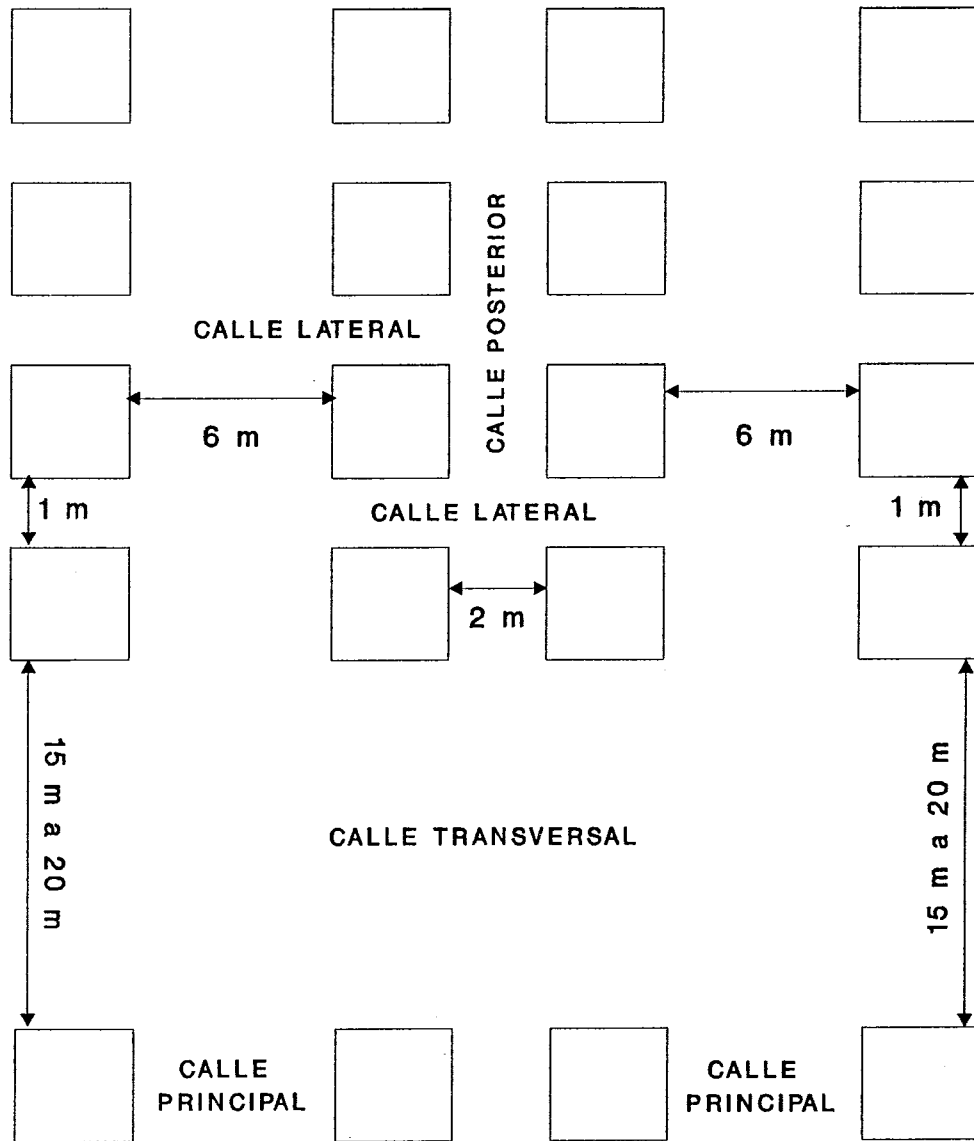 CALLE POSTERIOR
CALLE LATERAL
6 m
6 m
1 m
CALLE LATERAL
1 m
2 m
15 m a 20 m
15 m a 20 m
CALLE TRANSVERSAL
CALLE
PRINCIPAL
CALLE
PRINCIPAL